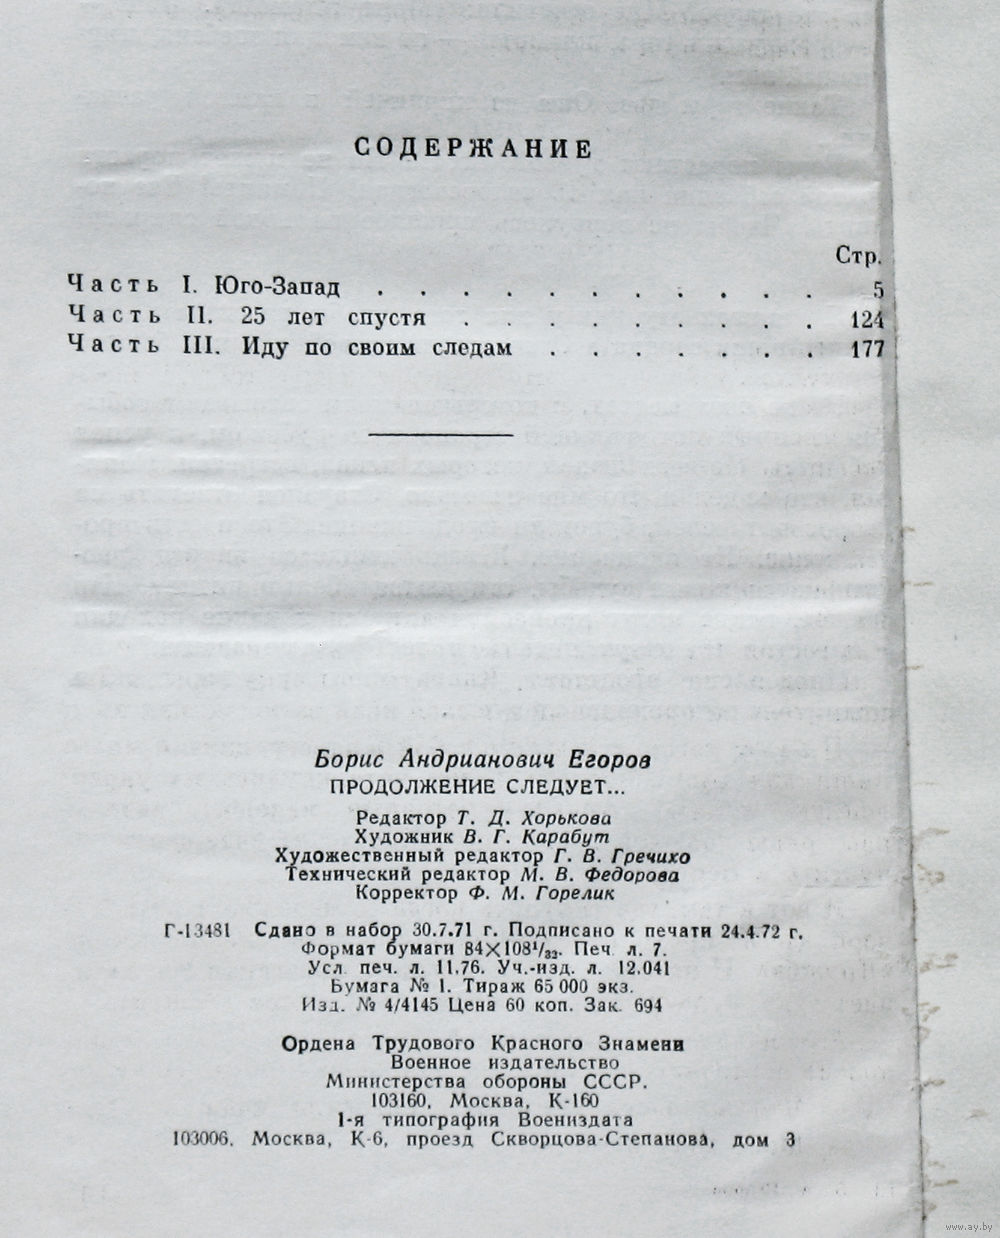 СОДЕРЖАНИЕ
Стр.
Часть I. Юго-Запад . . . . . . . . . . . . 5
Часть II. 25 лет спустя . . . . . . . . . . 124
Часть III. Иду по своим следам . . . . . . . 177
Борис Андрианович Егоров
ПРОДОЛЖЕНИЕ СЛЕДУЕТ...
Редактор Т. Д. Хорькова
Художник В. Г. Карабут
Художественный редактор Г. В. Гречихо
Технический редактор М. В. Федорова
Корректор Ф. М. Горелик
Г-13481 Сдано в набор 30.7.71 г. Подписано к печати 24.4.72 г.
Формат бумаги 84×108¹/₃₂. Печ. л. 7.
Усл. печ. л. 11,76. Уч.-изд. л. 12.041
Бумага № 1. Тираж 65 000 экз.
Изд. № 4/4145 Цена 60 коп. Зак. 694
Ордена Трудового Красного Знамени
Военное издательство
Министерства обороны СССР.
103160, Москва, К-160
1-я типография Воениздата
103006, Москва, К-6, проезд Скворцова-Степанова, дом 3
www.ay.by